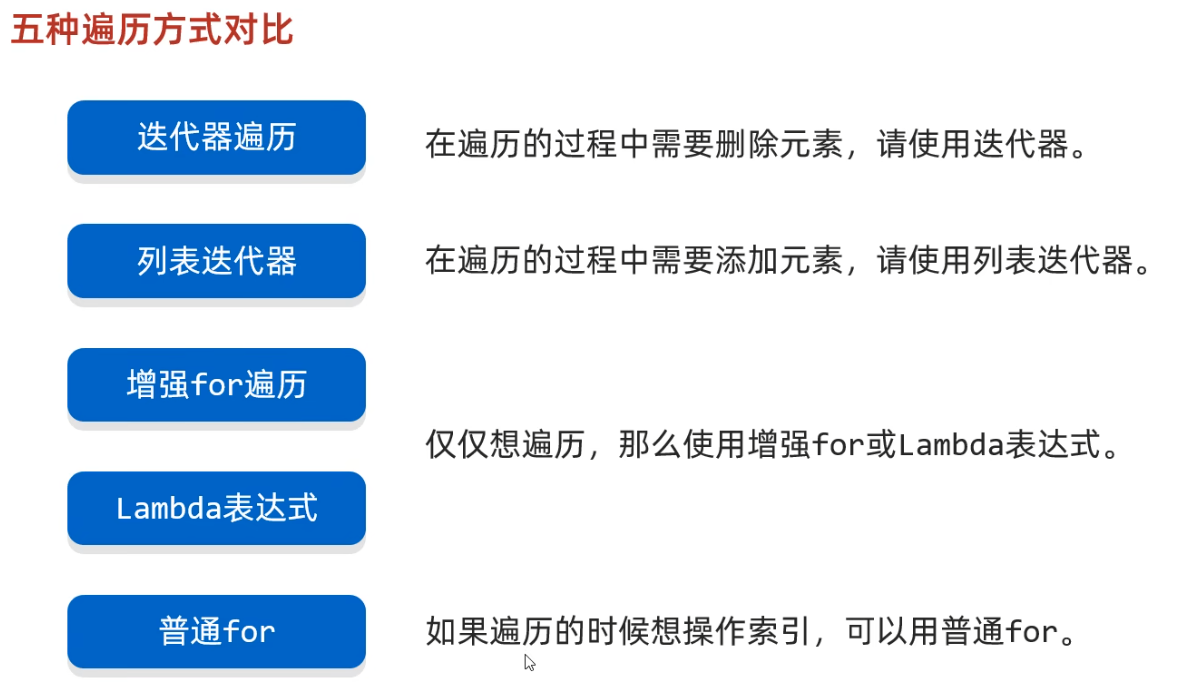 五种遍历方式对比
迭代器遍历
在遍历的过程中需要删除元素，请使用迭代器。
列表迭代器
在遍历的过程中需要添加元素，请使用列表迭代器。
增强for遍历
仅仅想遍历，那么使用增强for或Lambda表达式。
Lambda表达式
普通for
如果遍历的时候想操作索引，可以用普通for。